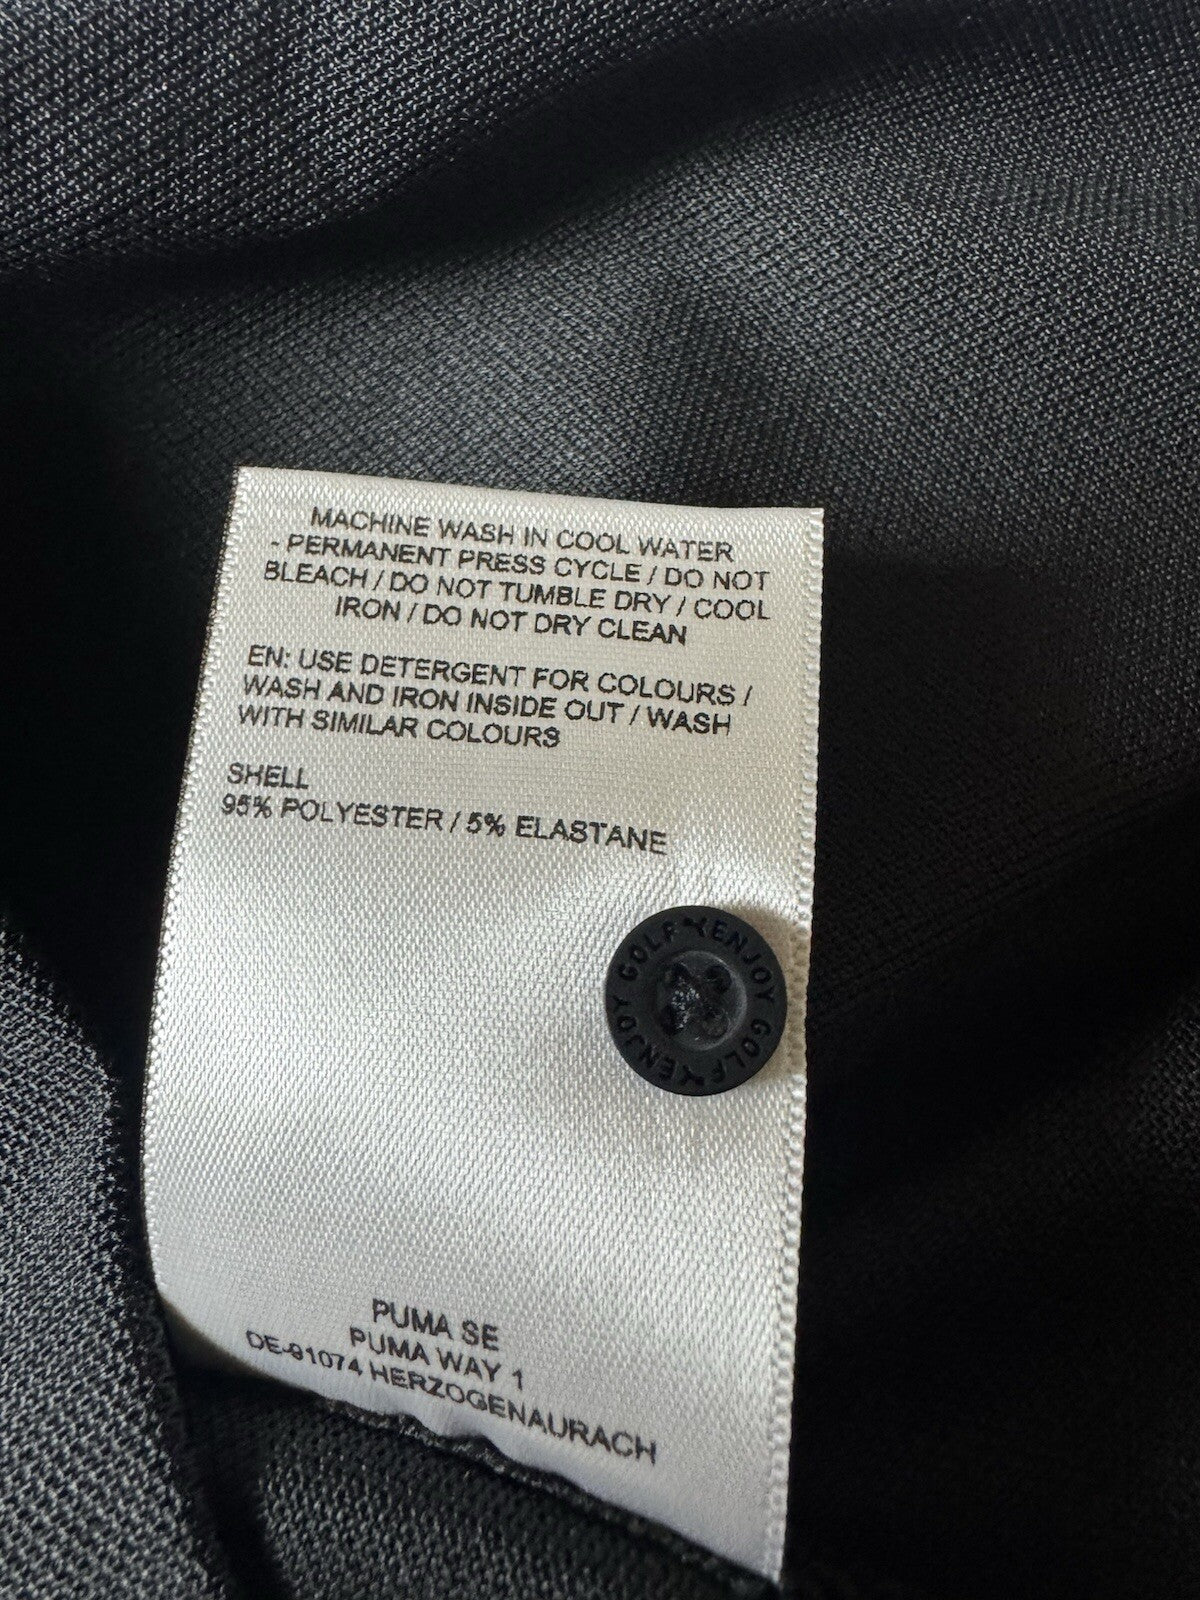 MACHINE WASH IN COOL WATER
- PERMANENT PRESS CYCLE / DO NOT
BLEACH / DO NOT TUMBLE DRY / COOL
IRON / DO NOT DRY CLEAN
EN: USE DETERGENT FOR COLOURS /
WASH AND IRON INSIDE OUT / WASH
WITH SIMILAR COLOURS
SHELL
95% POLYESTER / 5% ELASTANE
ENJOY GOLF ENJOY GOLF
PUMA SE
PUMA WAY 1
DE-91074 HERZOGENAURACH